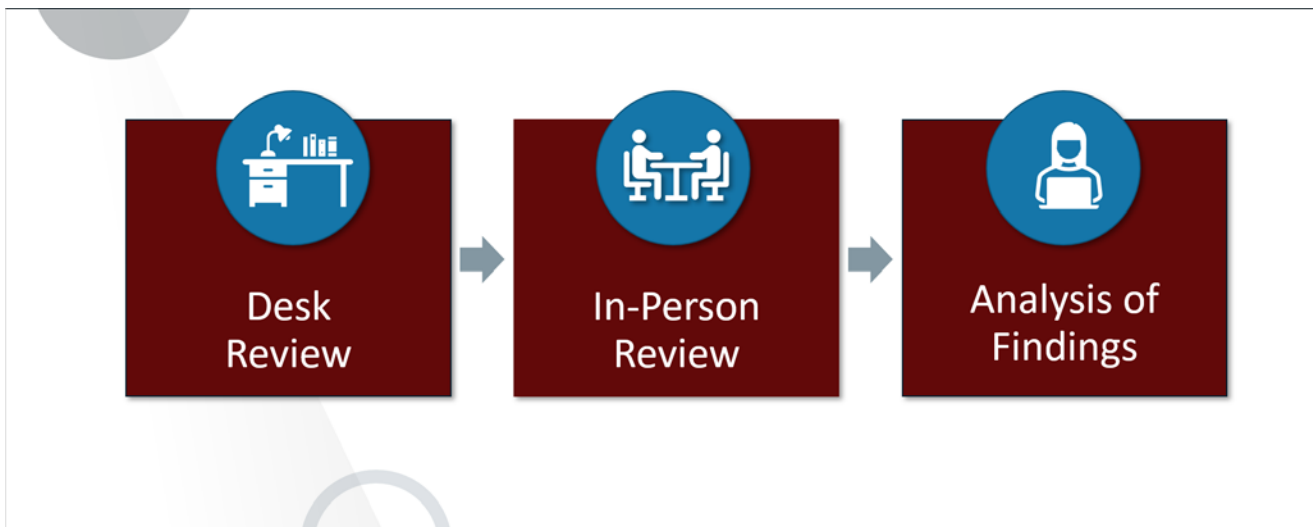 Desk
Review
In-Person
Review
Analysis of
Findings